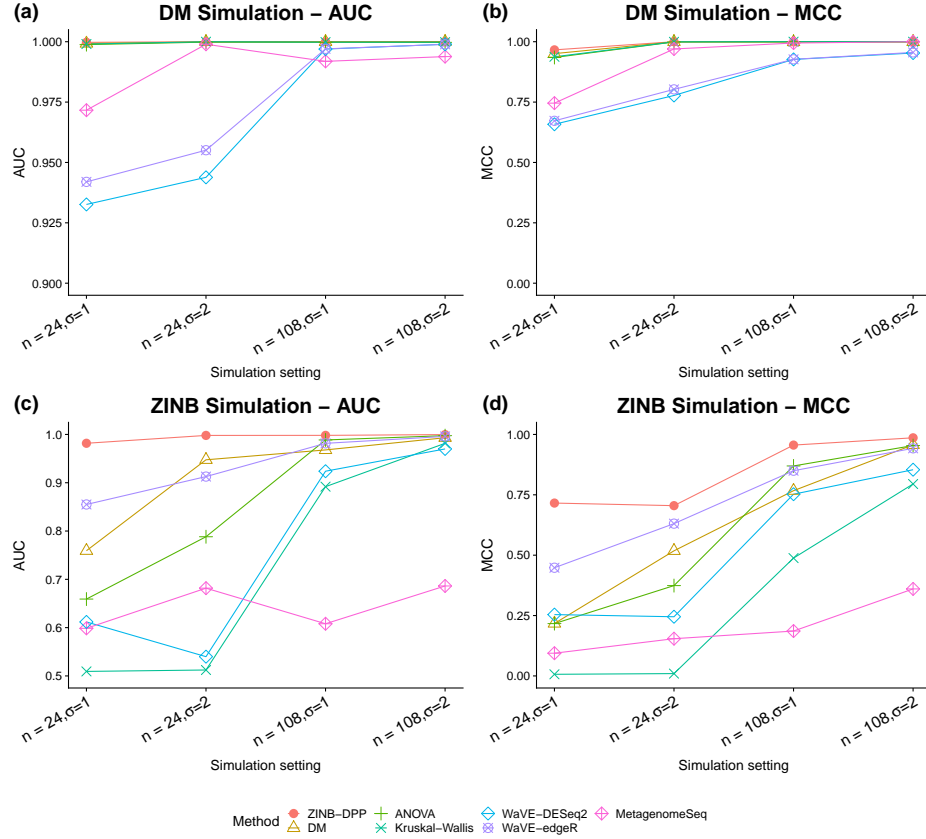 (a) DM Simulation − AUC
AUC
1.000
0.975
0.950
0.925
0.900
n = 24,σ=1
n = 24,σ=2
n = 108,σ=1
n = 108,σ=2
Simulation setting
(b) DM Simulation − MCC
MCC
1.00
0.75
0.50
0.25
0.00
n = 24,σ=1
n = 24,σ=2
n = 108,σ=1
n = 108,σ=2
Simulation setting
(c) ZINB Simulation − AUC
AUC
1.0
0.9
0.8
0.7
0.6
0.5
n = 24,σ=1
n = 24,σ=2
n = 108,σ=1
n = 108,σ=2
Simulation setting
(d) ZINB Simulation − MCC
MCC
1.00
0.75
0.50
0.25
0.00
n = 24,σ=1
n = 24,σ=2
n = 108,σ=1
n = 108,σ=2
Simulation setting
Method
ZINB−DPP
DM
ANOVA
Kruskal−Wallis
WaVE−DESeq2
WaVE−edgeR
MetagenomeSeq